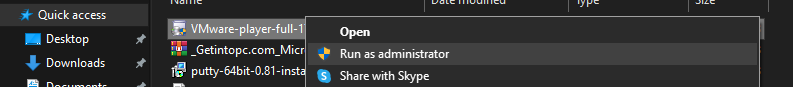 Name Date modified Type Size
Quick access
Open
Desktop VMware-player-full-1
Run as administrator
Downloads _Getintopc.com_Micr
Share with Skype
Documents putty-64bit-0.81-insta